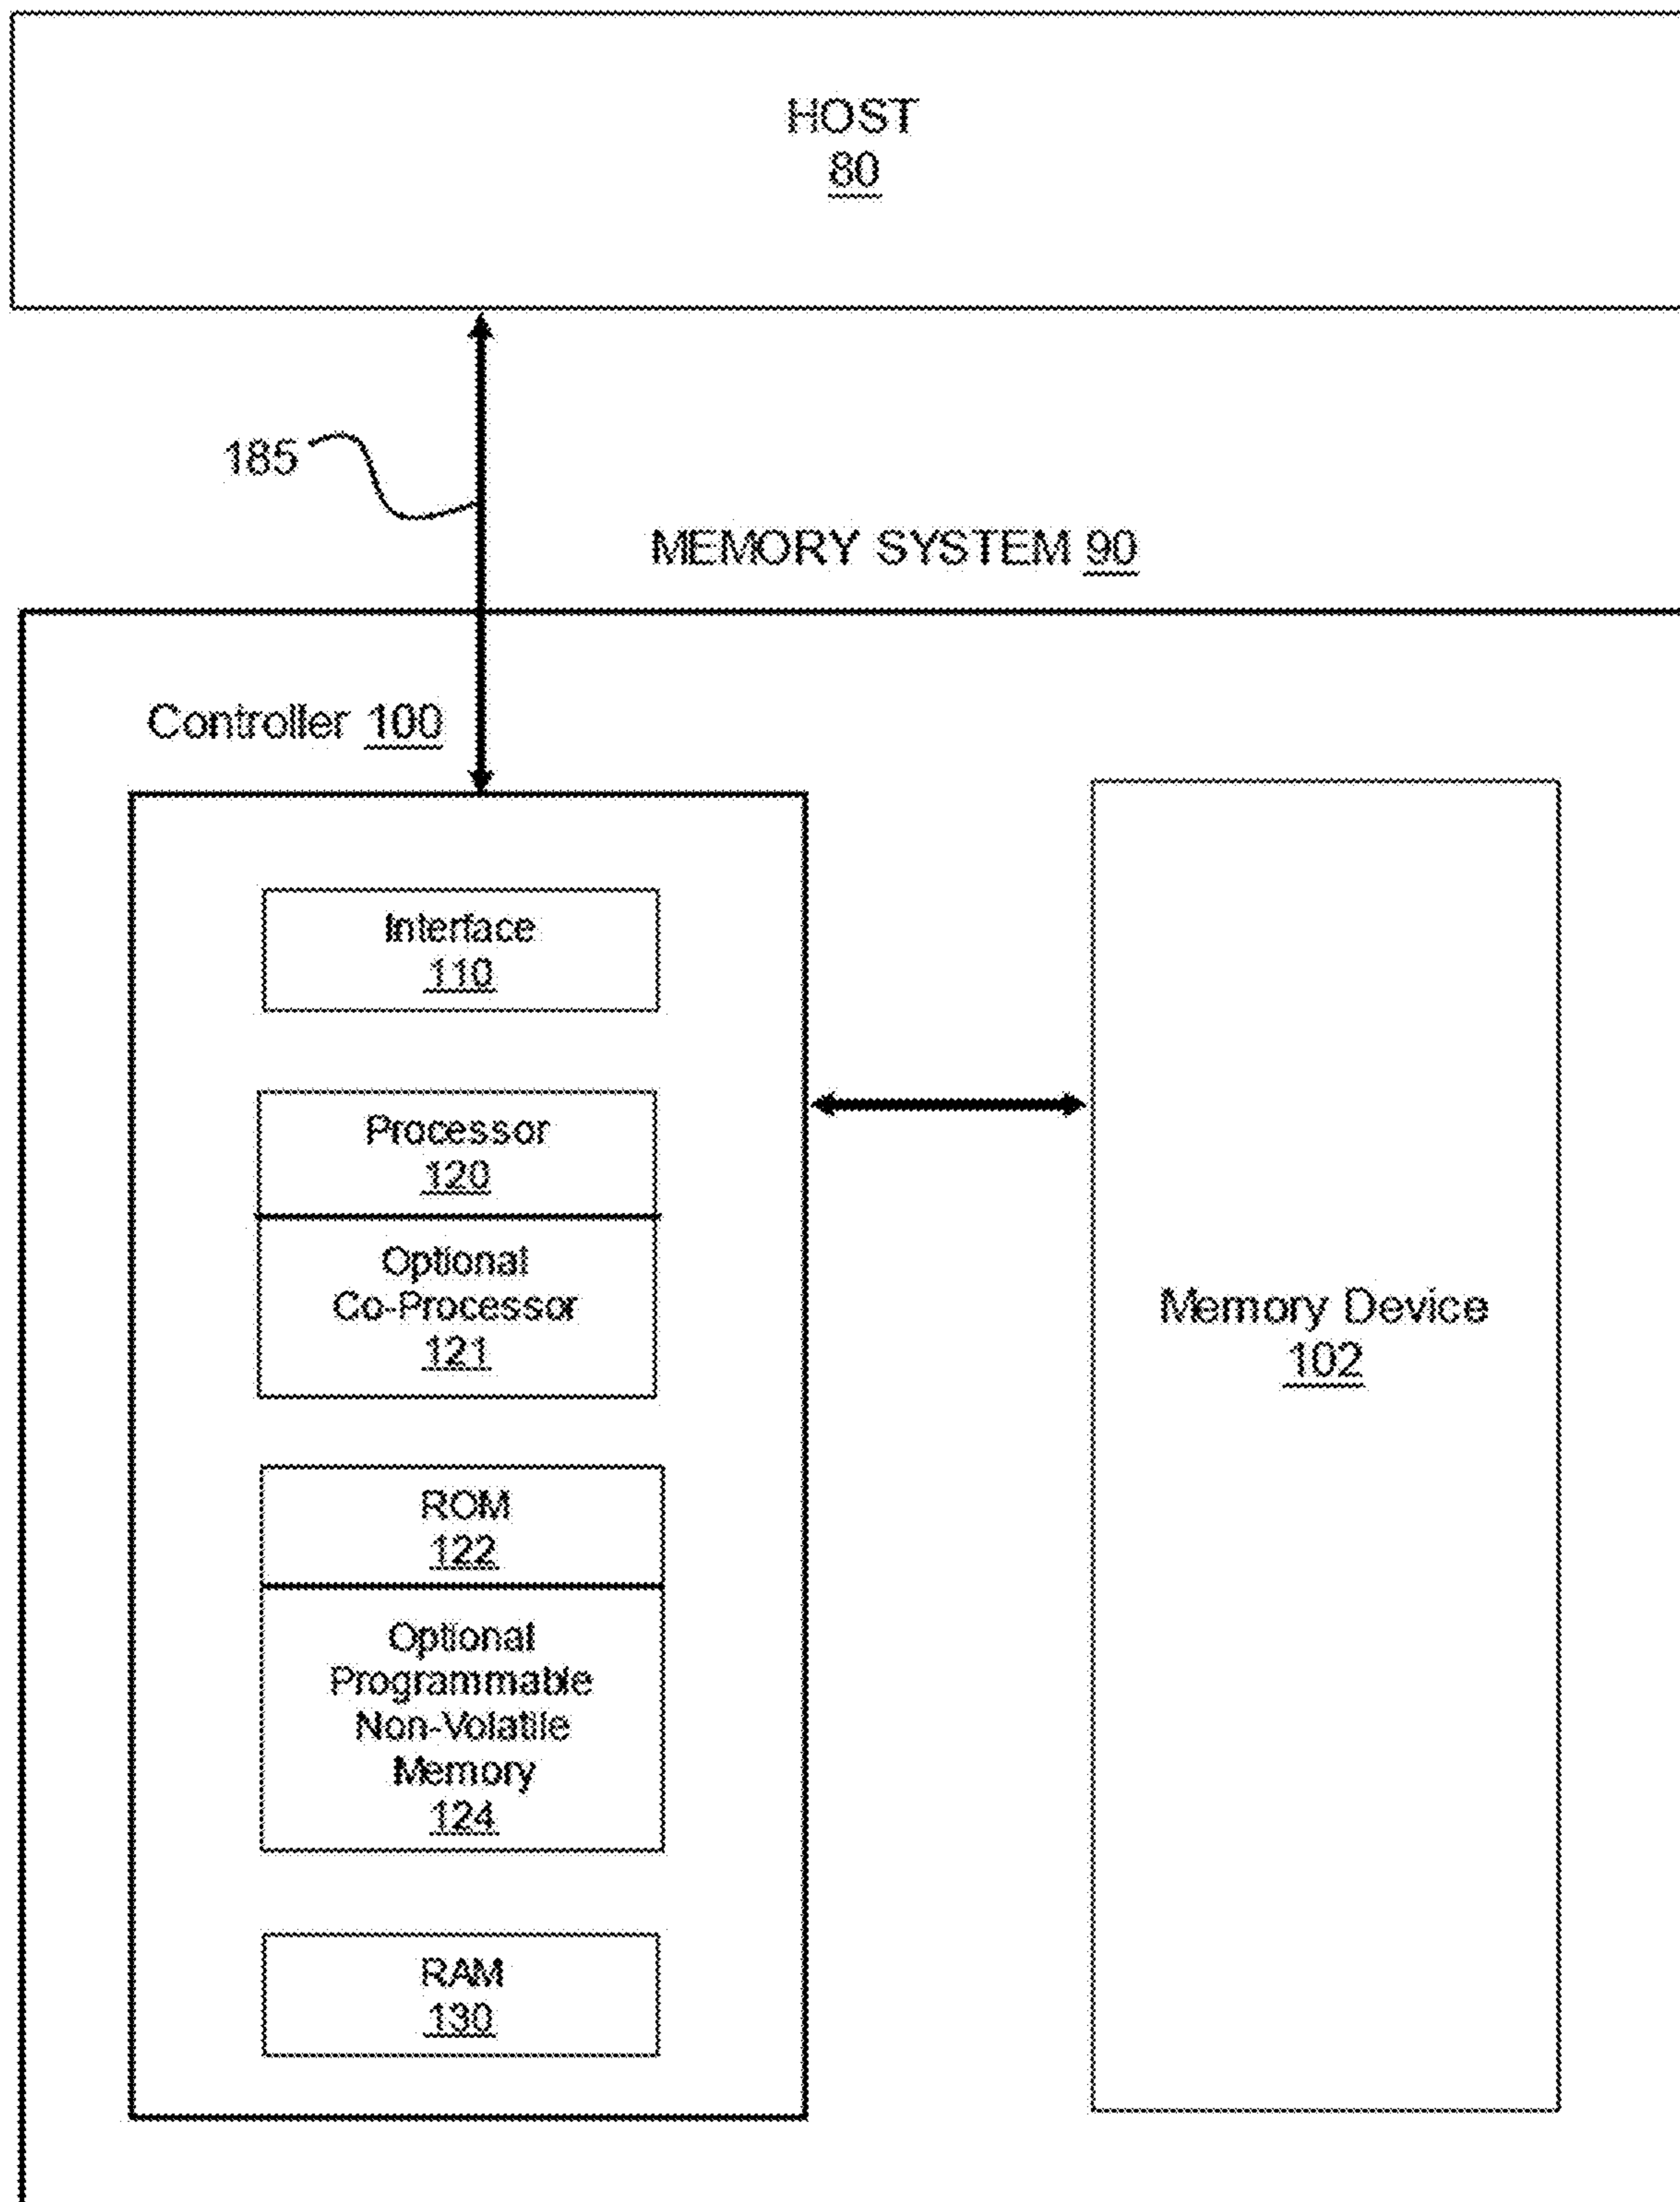 HOST
80
185
MEMORY SYSTEM 90
Controller 100
Interface
110
Processor
120
Optional
Co-Processor
121
ROM
122
Optional
Programmable
Non-Volatile
Memory
124
RAM
130
Memory Device
102